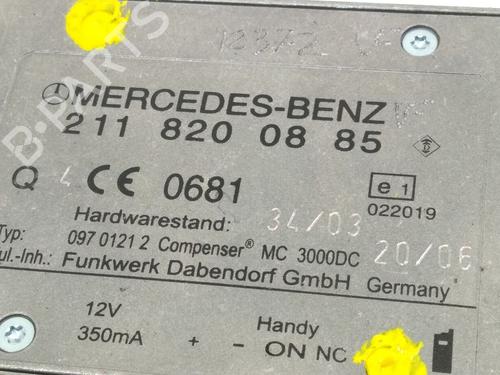 MERCEDES-BENZ
211 820 08 85
Q 4 CE 0681
e 1
022019
Hardwarestand: 34/03
Typ: 097 0121 2 Compenser® MC 3000DC 20/06
ul.-Inh.: Funkwerk Dabendorf GmbH Germany
12V
350mA + -
Handy
ON NC
B-PARTS